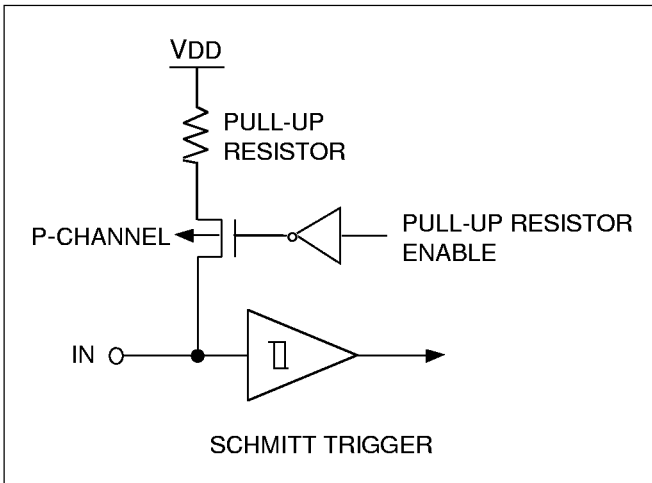 VDD
PULL-UP
RESISTOR
P-CHANNEL
PULL-UP RESISTOR
ENABLE
IN
SCHMITT TRIGGER